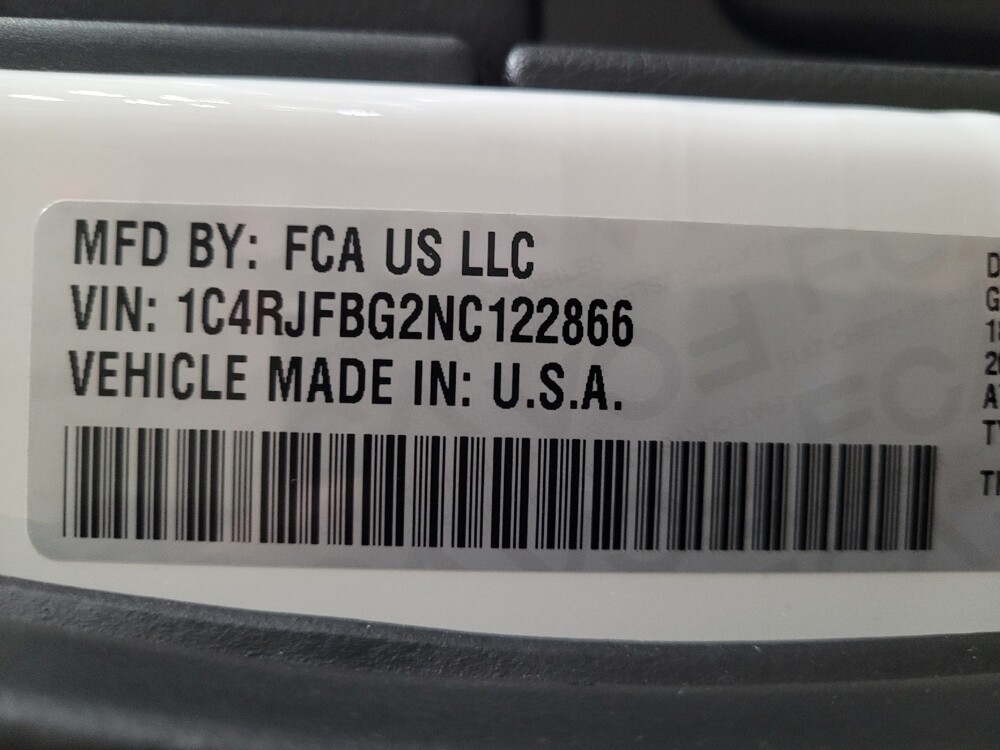 MFD BY: FCA US LLC
VIN: 1C4RJFBG2NC122866
VEHICLE MADE IN: U.S.A.